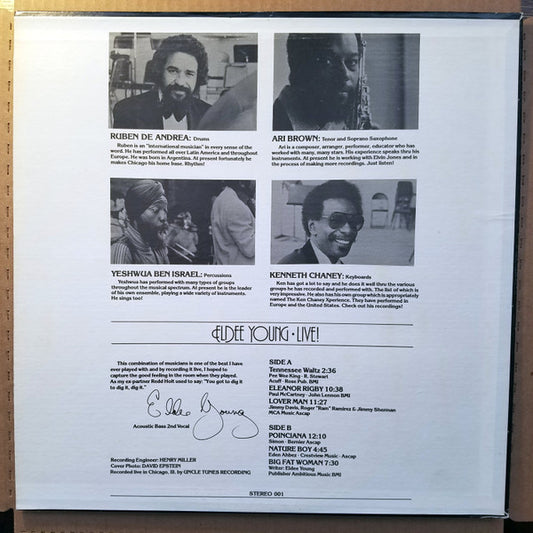 RUBEN DE ANDREA: Drums
Ruben is an "international musician" in every sense of the
word. He has performed all over Latin America and throughout
Europe. He was born in Argentina. At present fortunately he
makes Chicago his home base. Rhythm!
ARI BROWN: Tenor and Soprano Saxophone
Ari is a composer, arranger, performer, educator who has
worked with many, many stars. His experience speaks thru his
instruments. At present he is working with Elvin Jones and in
the process of making more recordings. Just listen!
YESHWUA BEN ISRAEL: Percussions
Yeshwua has performed with many types of groups
throughout the musical spectrum. At present he is the leader
of his own ensemble, playing a wide variety of instruments.
He sings too!
KENNETH CHANEY: Keyboards
Ken has got a lot to say and he does it well thru the various
groups he has recorded and performed with. The list of which is
very impressive. He also has his own group which is appropriately
named The Ken Chaney Xperience. They have performed in
Europe and the United States. Check out his recordings!
ELDEE YOUNG · LIVE!
This combination of musicians is one of the best I have
ever played with and by recording it live, I hoped to
capture the good feeling in the room when they played.
As my ex partner Redd Holt used to say: "You got to dig it
to dig it, dig it."
Eldee Young
Acoustic Bass 2nd Vocal
Recording Engineer: HENRY MILLER
Cover Photo: DAVID EPSTEIN
Recorded live in Chicago, Ill. by UNCLE TUNES RECORDING
SIDE A
Tennessee Waltz 2:36
Pee Wee King · R. Stewart
Acuff · Rose Pub. BMI
ELEANOR RIGBY 10:38
Paul McCartney · John Lennon BMI
LOVER MAN 11:27
Jimmy Davis, Roger "Ram" Ramirez & Jimmy Sherman
MCA Music Ascap
SIDE B
POINCIANA 12:10
Simon · Bernier Ascap
NATURE BOY 4:45
Eden Ahbez · Crestview Music · Ascap
BIG FAT WOMAN 7:30
Writer: Eldee Young
Publisher Ambitious Music BMI
STEREO 001